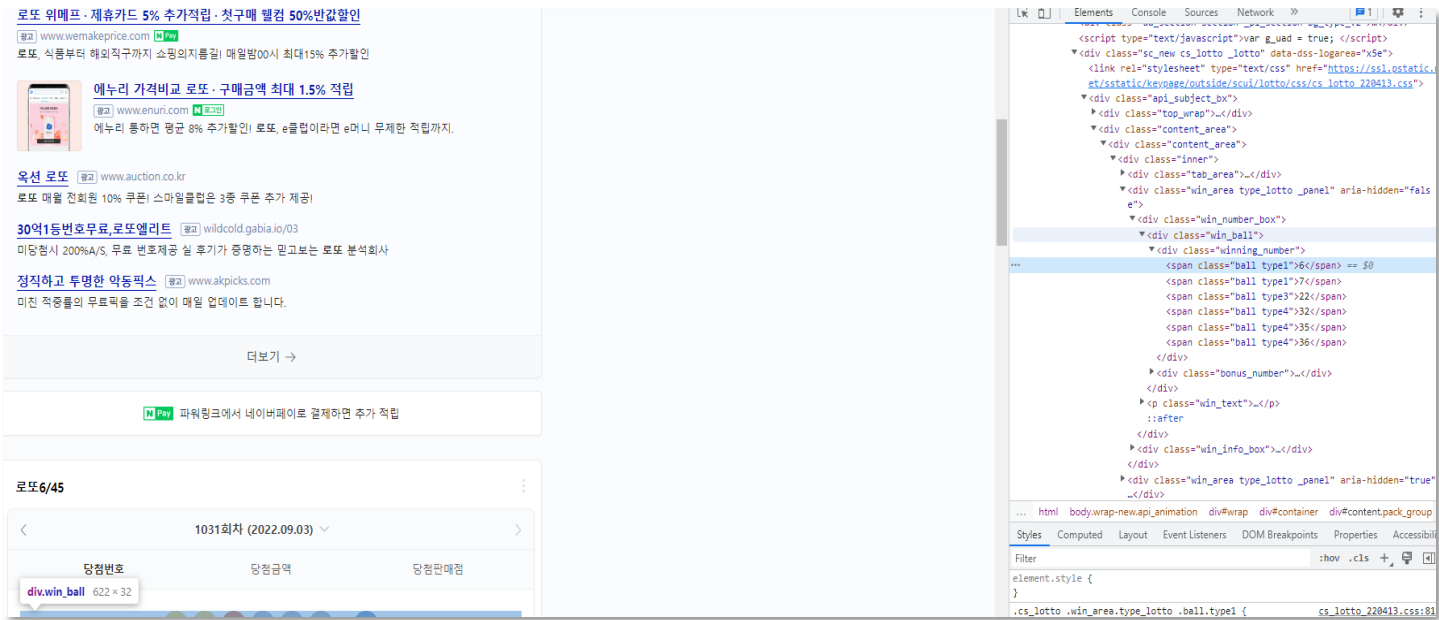 로또 위메프 · 제휴카드 5% 추가적립 · 첫구매 웰컴 50%반값할인
광고 www.wemakeprice.com N Pay
로또, 식품부터 해외직구까지 쇼핑의지름길! 매일밤00시 최대15% 추가할인
에누리 가격비교 로또 · 구매금액 최대 1.5% 적립
광고 www.enuri.com N 로그인
에누리 통하면 평균 8% 추가할인! 로또, e클럽이라면 e머니 무제한 적립까지.
옥션 로또 광고 www.auction.co.kr
로또 매월 전회원 10% 쿠폰! 스마일클럽은 3종 쿠폰 추가 제공!
30억1등번호무료,로또엘리트 광고 wildcold.gabia.io/03
미당첨시 200%A/S, 무료 번호제공 실 후기가 증명하는 믿고보는 로또 분석회사
정직하고 투명한 악동픽스 광고 www.akpicks.com
미친 적중률의 무료픽을 조건 없이 매일 업데이트 합니다.
더보기 →
N Pay 파워링크에서 네이버페이로 결제하면 추가 적립
로또6/45
1031회차 (2022.09.03)
당첨번호 당첨금액 당첨판매점
div.win_ball 622 × 32
Elements Console Sources Network » 1
<script type="text/javascript">var g_uad = true; </script>
▼<div class="sc_new cs_lotto _lotto" data-dss-logarea="x5e">
<link rel="stylesheet" type="text/css" href="https://ssl.pstatic.n
et/sstatic/keypage/outside/scui/lotto/css/cs_lotto_220413.css">
▼<div class="api_subject_bx">
▶<div class="top_wrap">…</div>
▼<div class="content_area">
▼<div class="content_area">
▼<div class="inner">
▶<div class="tab_area">…</div>
▼<div class="win_area type_lotto _panel" aria-hidden="fals
e">
▼<div class="win_number_box">
▼<div class="win_ball">
▼<div class="winning_number">
<span class="ball type1">6</span> == $0
<span class="ball type1">7</span>
<span class="ball type3">22</span>
<span class="ball type4">32</span>
<span class="ball type4">35</span>
<span class="ball type4">36</span>
</div>
▶<div class="bonus_number">…</div>
</div>
▶<p class="win_text">…</p>
::after
</div>
▶<div class="win_info_box">…</div>
</div>
▶<div class="win_area type_lotto _panel" aria-hidden="true"
…</div>
... html body.wrap-new.api_animation div#wrap div#container div#content.pack_group
Styles Computed Layout Event Listeners DOM Breakpoints Properties Accessibili
Filter :hov .cls +
element.style {
}
.cs_lotto .win_area.type_lotto .ball.type1 { cs_lotto_220413.css:81